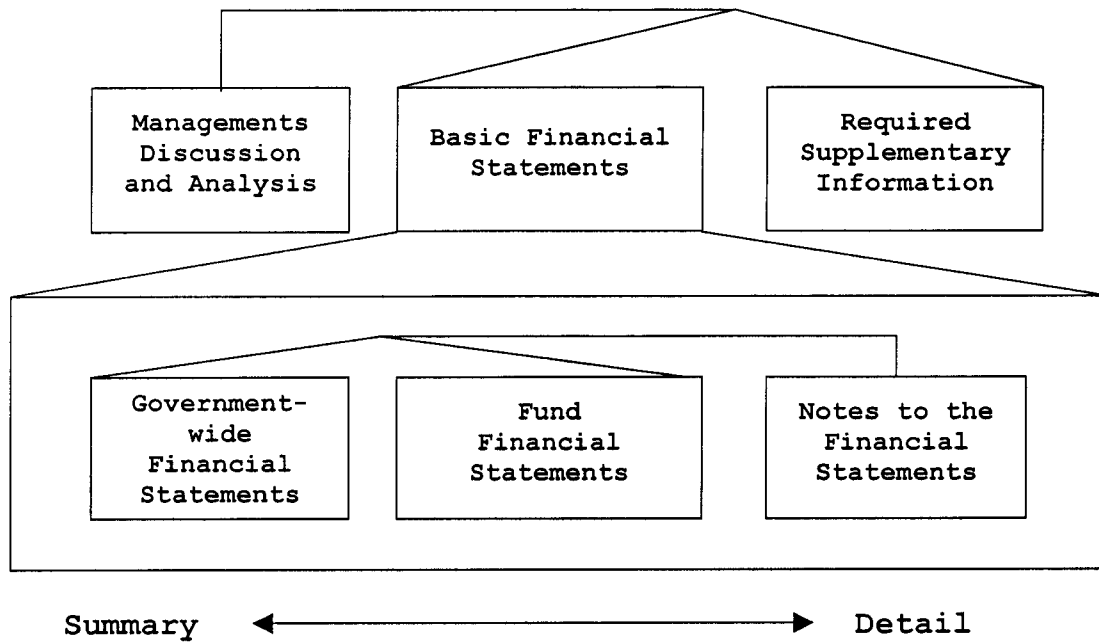 Managements
Discussion
and Analysis
Basic Financial
Statements
Required
Supplementary
Information
Government-
wide
Financial
Statements
Fund
Financial
Statements
Notes to the
Financial
Statements
Summary
Detail